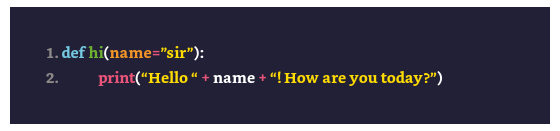 1. def hi(name=”sir”):
2. print(“Hello “ + name + “! How are you today?”)